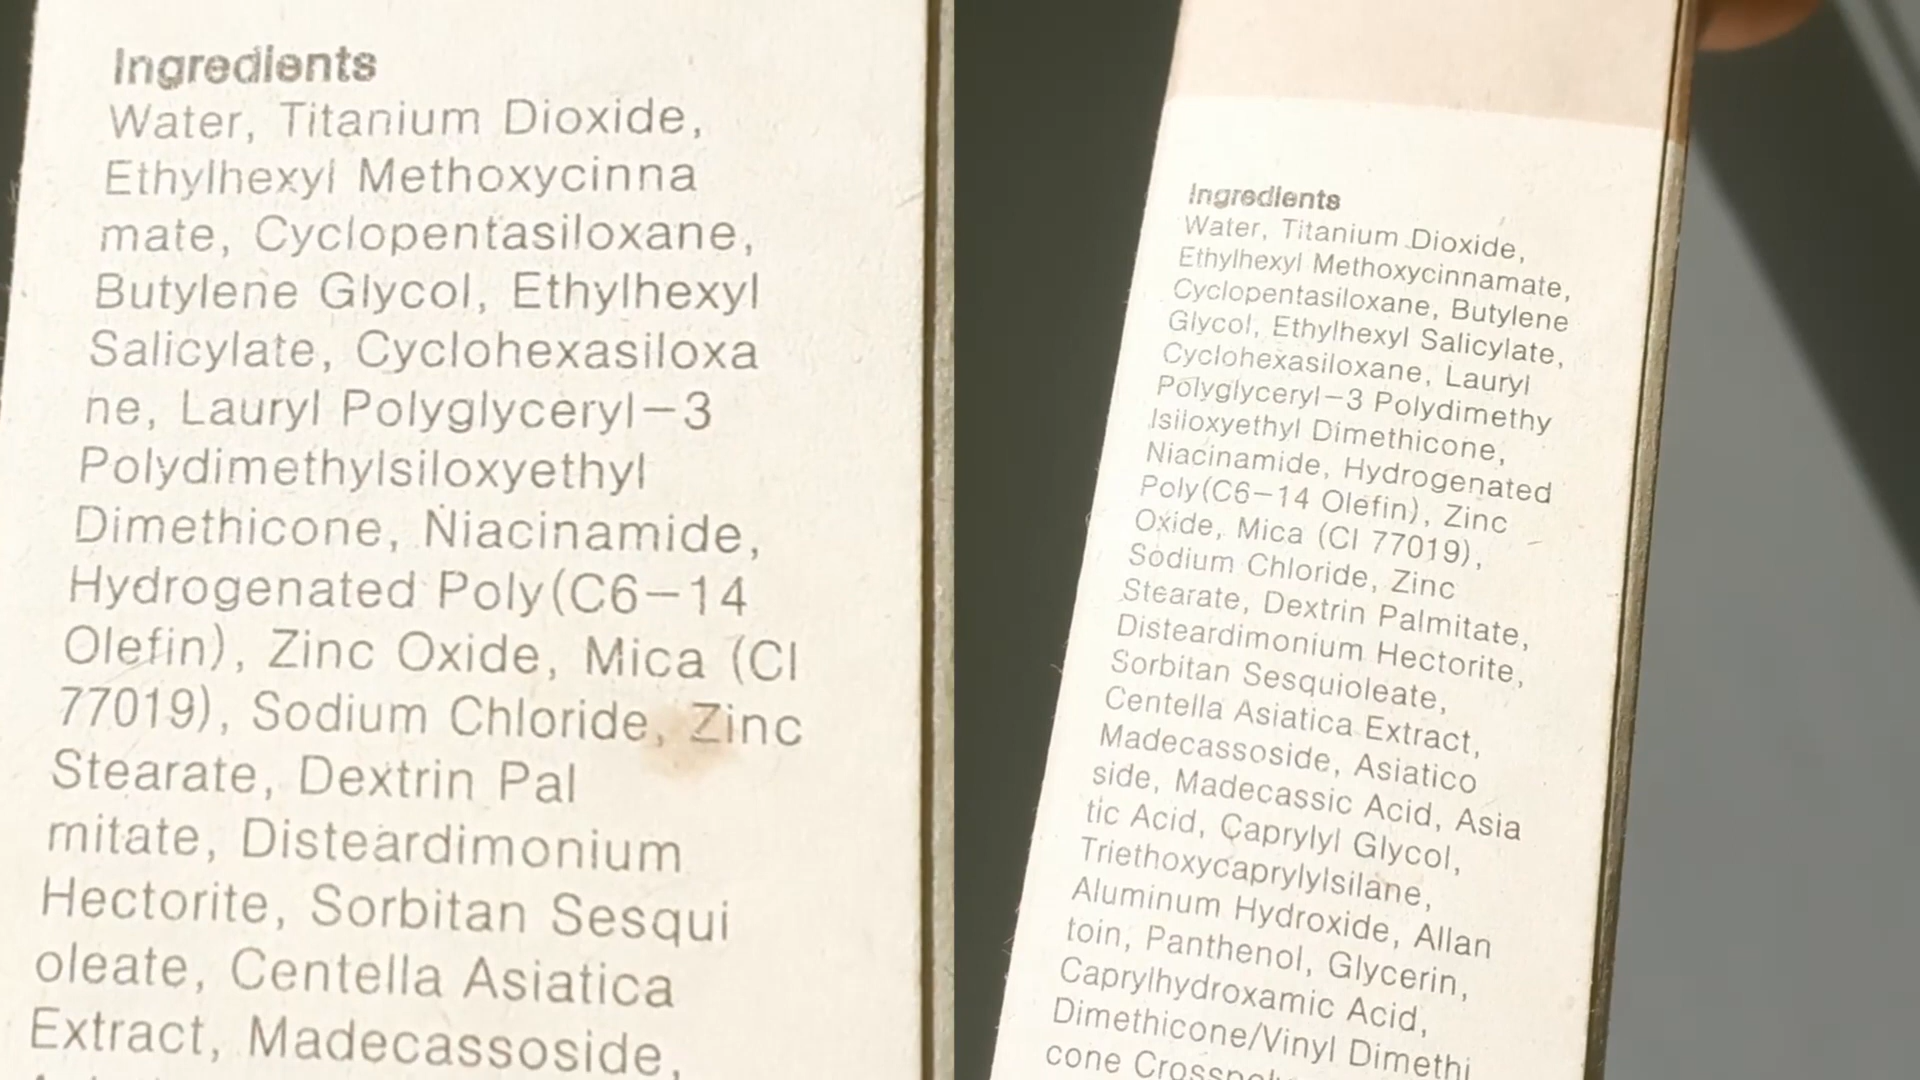 Ingredients
Water, Titanium Dioxide,
Ethylhexyl Methoxycinna
mate, Cyclopentasiloxane,
Butylene Glycol, Ethylhexyl
Salicylate, Cyclohexasiloxa
ne, Lauryl Polyglyceryl-3
Polydimethylsiloxyethyl
Dimethicone, Niacinamide,
Hydrogenated Poly(C6-14
Olefin), Zinc Oxide, Mica (CI
77019), Sodium Chloride, Zinc
Stearate, Dextrin Pal
mitate, Disteardimonium
Hectorite, Sorbitan Sesqui
oleate, Centella Asiatica
Extract, Madecassoside,
Ingredients
Water, Titanium Dioxide,
Ethylhexyl Methoxycinnamate,
Cyclopentasiloxane, Butylene
Glycol, Ethylhexyl Salicylate,
Cyclohexasiloxane, Lauryl
Polyglyceryl-3 Polydimethy
lsiloxyethyl Dimethicone,
Niacinamide, Hydrogenated
Poly(C6-14 Olefin), Zinc
Oxide, Mica (CI 77019),
Sodium Chloride, Zinc
Stearate, Dextrin Palmitate,
Disteardimonium Hectorite,
Sorbitan Sesquioleate,
Centella Asiatica Extract,
Madecassoside, Asiatico
side, Madecassic Acid, Asia
tic Acid, Caprylyl Glycol,
Triethoxycaprylylsilane,
Aluminum Hydroxide, Allan
toin, Panthenol, Glycerin,
Caprylhydroxamic Acid,
Dimethicone/Vinyl Dimethi
cone